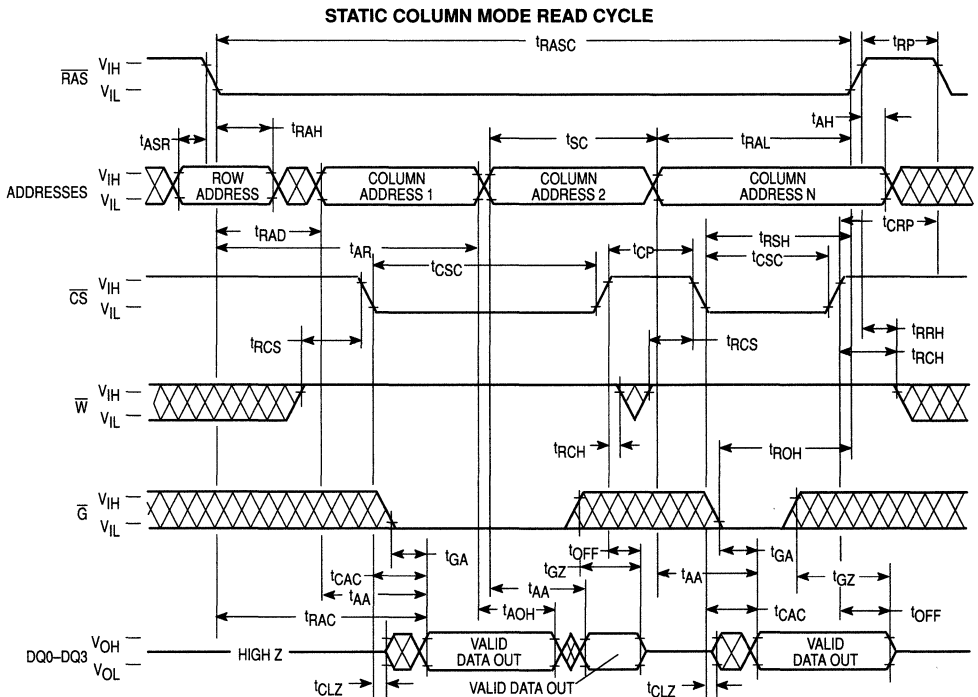 STATIC COLUMN MODE READ CYCLE
tRASC
tRP
RAS
VIH
VIL
tASR
tRAH
tAH
tSC
tRAL
ADDRESSES
VIH
VIL
ROW ADDRESS
COLUMN ADDRESS 1
COLUMN ADDRESS 2
COLUMN ADDRESS N
tRAD
tAR
tRSH
tCRP
tCSC
tCP
tCSC
CS
VIH
VIL
tRCS
tRCS
tRRH
tRCH
W
VIH
VIL
tRCH
tROH
G
VIH
VIL
tGA
tOFF
tGA
tCAC
tGZ
tAA
tGZ
tAA
tAA
tRAC
tAOH
tCAC
tOFF
DQ0–DQ3
VOH
VOL
HIGH Z
VALID DATA OUT
VALID DATA OUT
tCLZ
VALID DATA OUT
tCLZ